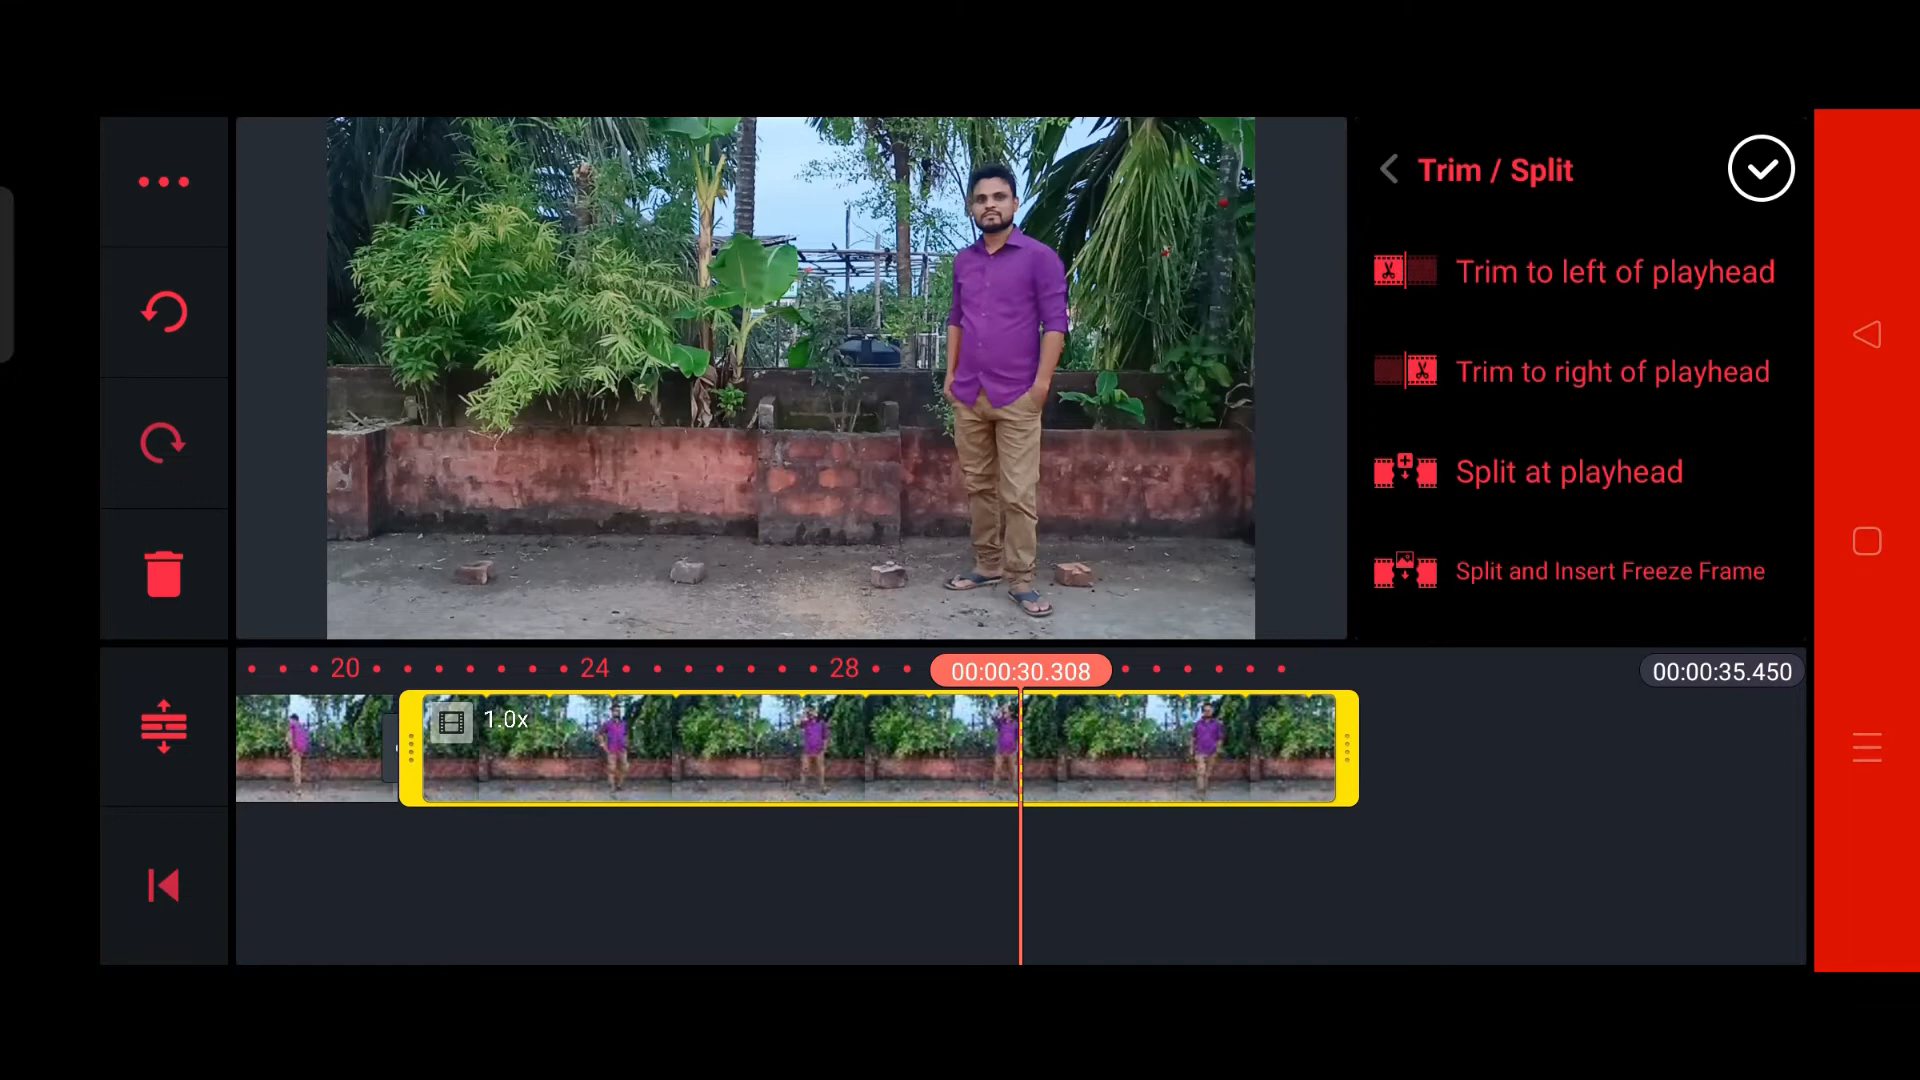 Trim / Split
Trim to left of playhead
Trim to right of playhead
Split at playhead
Split and Insert Freeze Frame
20 24 28 00:00:30.308 00:00:35.450
1.0x